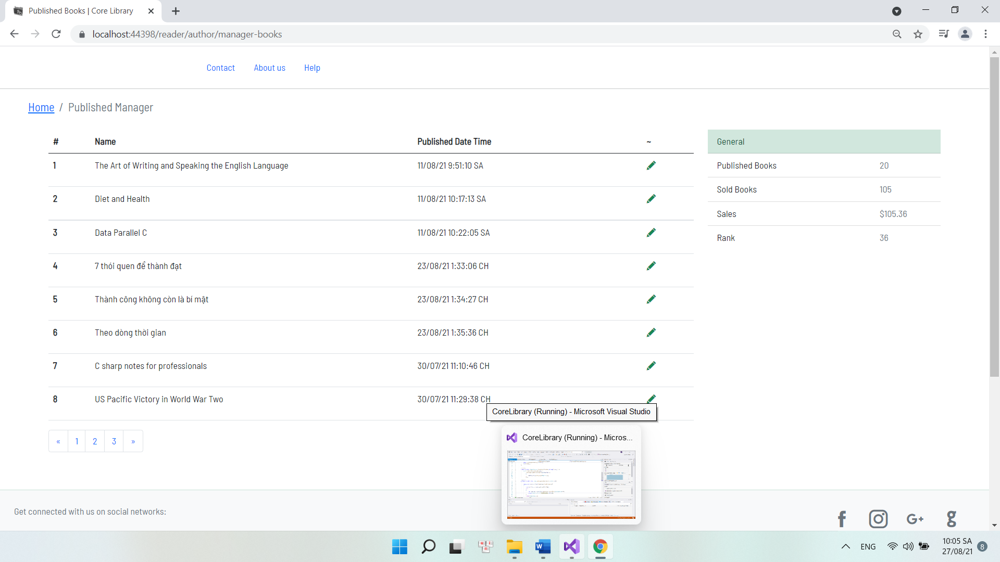 Published Books | Core Library
localhost:44398/reader/author/manager-books
Contact About us Help
Home / Published Manager
# Name Published Date Time ~
1 The Art of Writing and Speaking the English Language 11/08/21 9:51:10 SA
2 Diet and Health 11/08/21 10:17:13 SA
3 Data Parallel C 11/08/21 10:22:05 SA
4 7 thói quen để thành đạt 23/08/21 1:33:06 CH
5 Thành công không còn là bí mật 23/08/21 1:34:27 CH
6 Theo dòng thời gian 23/08/21 1:35:36 CH
7 C sharp notes for professionals 30/07/21 11:10:46 CH
8 US Pacific Victory in World War Two 30/07/21 11:29:38 CH
« 1 2 3 »
General
Published Books 20
Sold Books 105
Sales $105.36
Rank 36
CoreLibrary (Running) - Microsoft Visual Studio
CoreLibrary (Running) - Micros...
Get connected with us on social networks:
ENG
10:05 SA
27/08/21
8